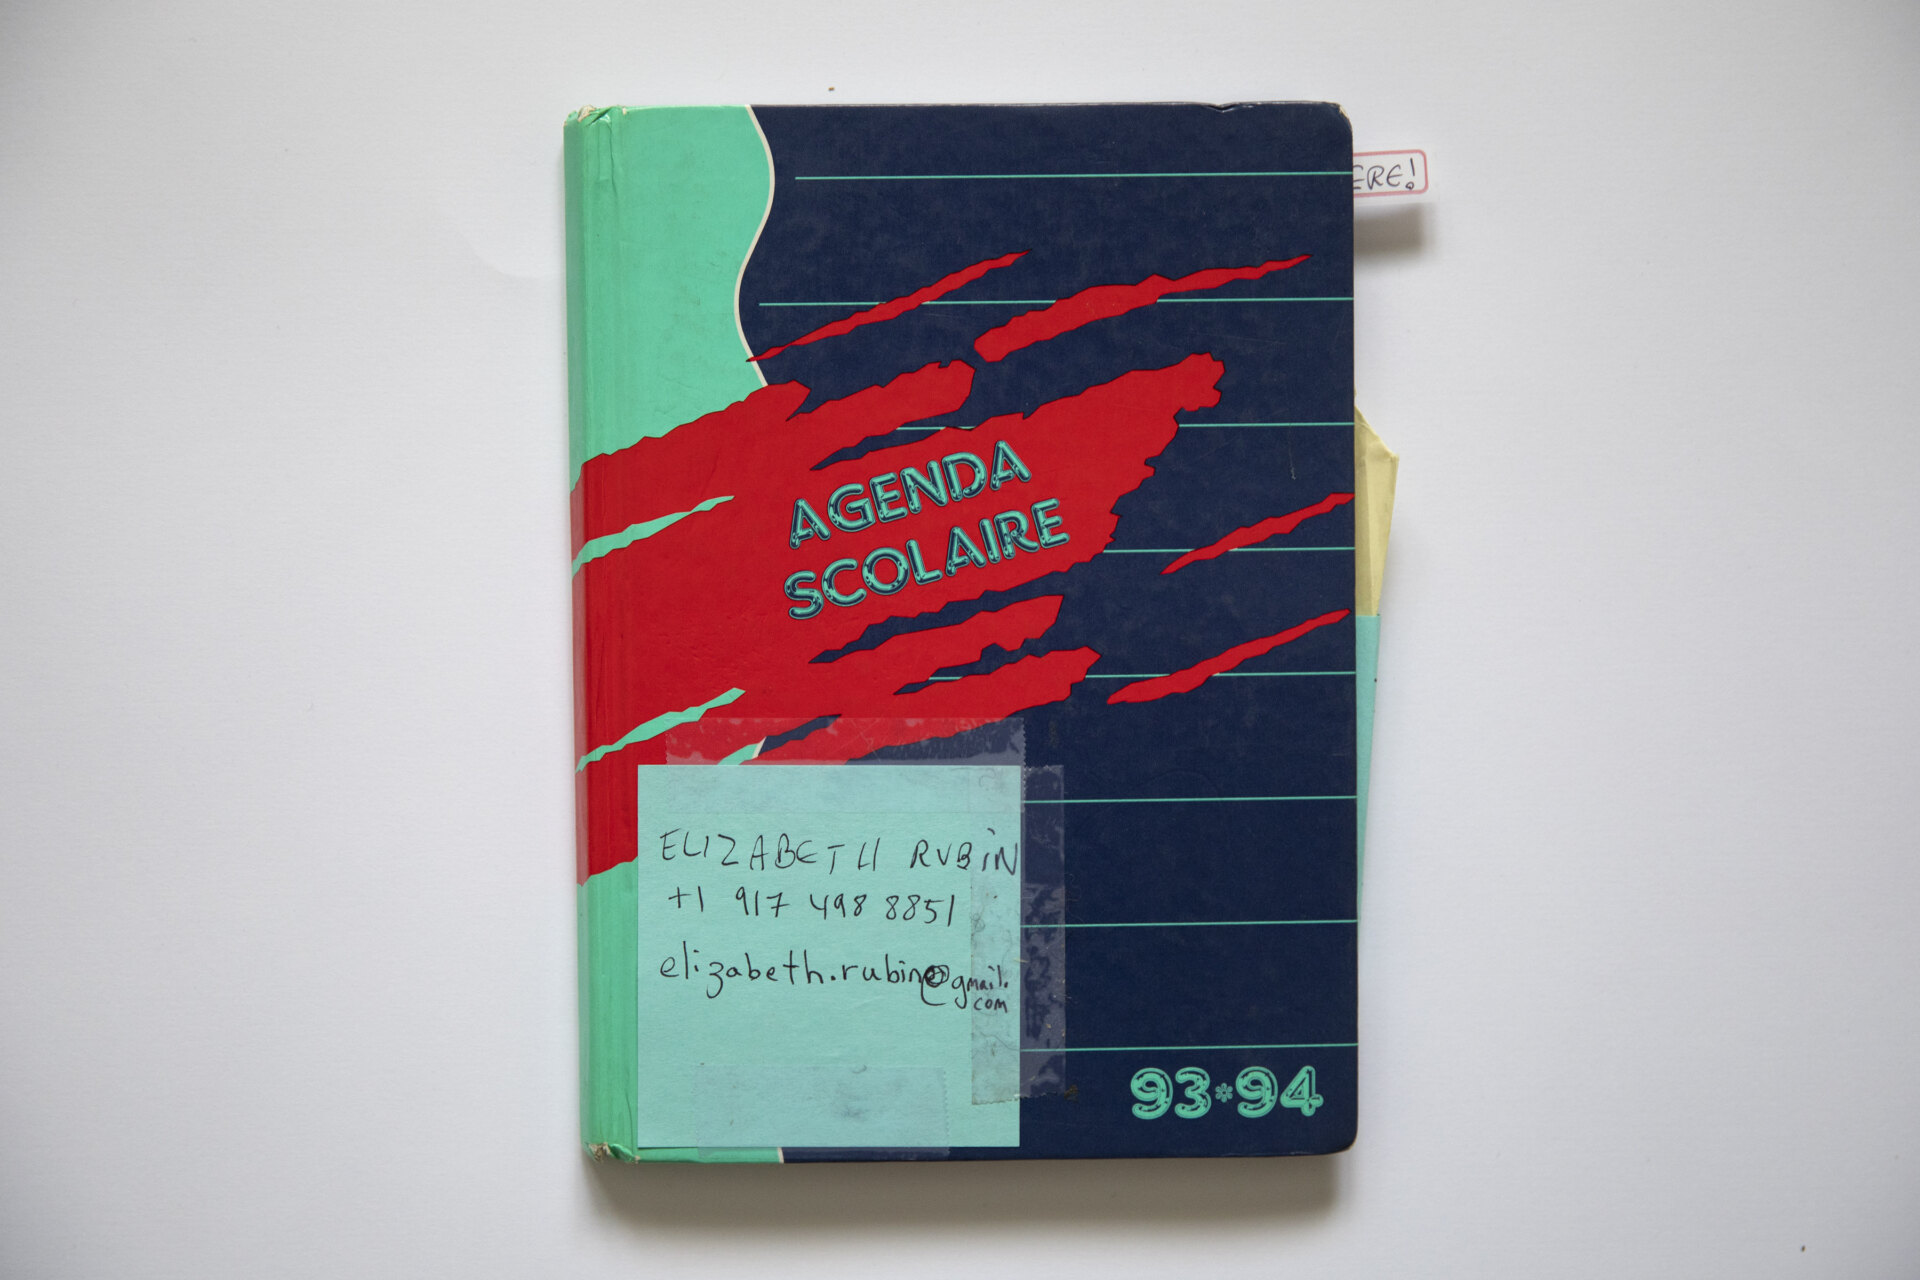 ERE!
AGENDA
SCOLAIRE
ELIZABETH RUBIN
+1 917 498 8851
elizabeth.rubin@gmail.
com
93*94